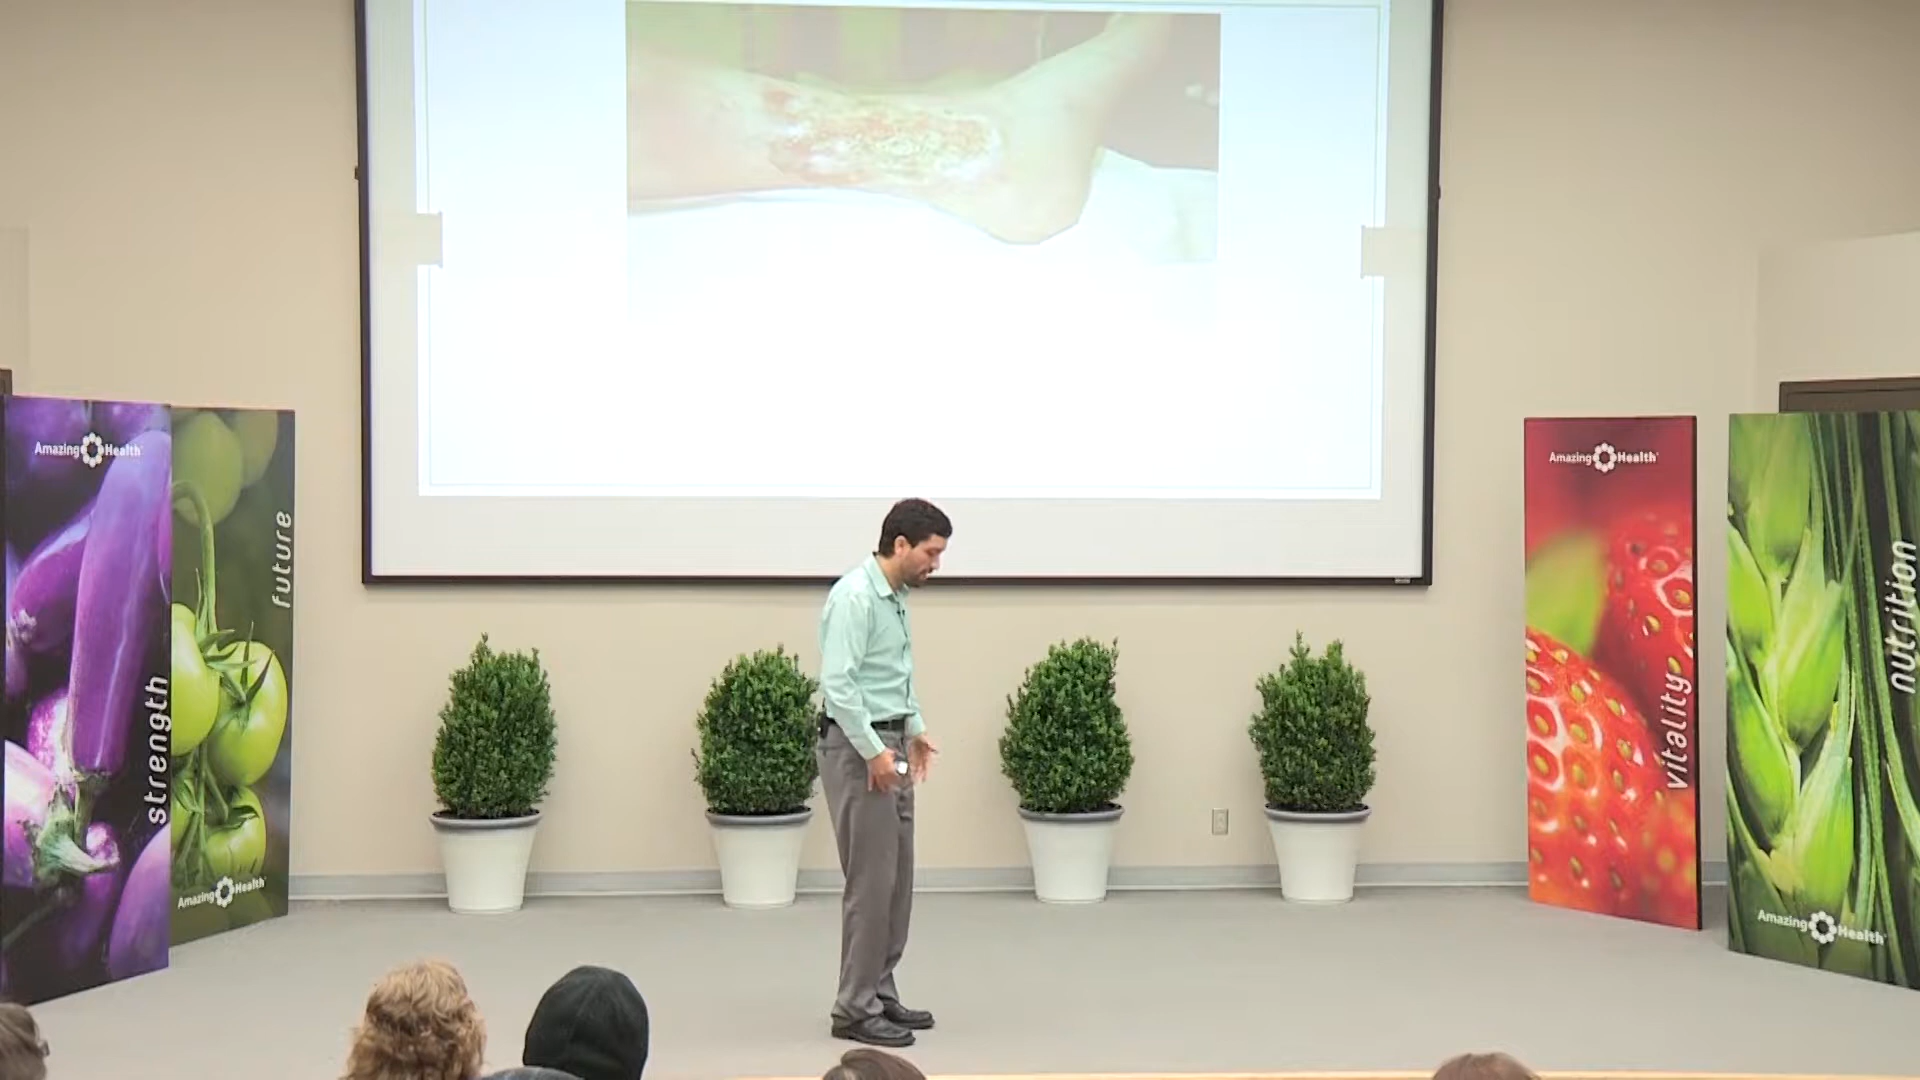 Amazing Health
strength
future
Amazing Health
Amazing Health
vitality
nutrition
Amazing Health